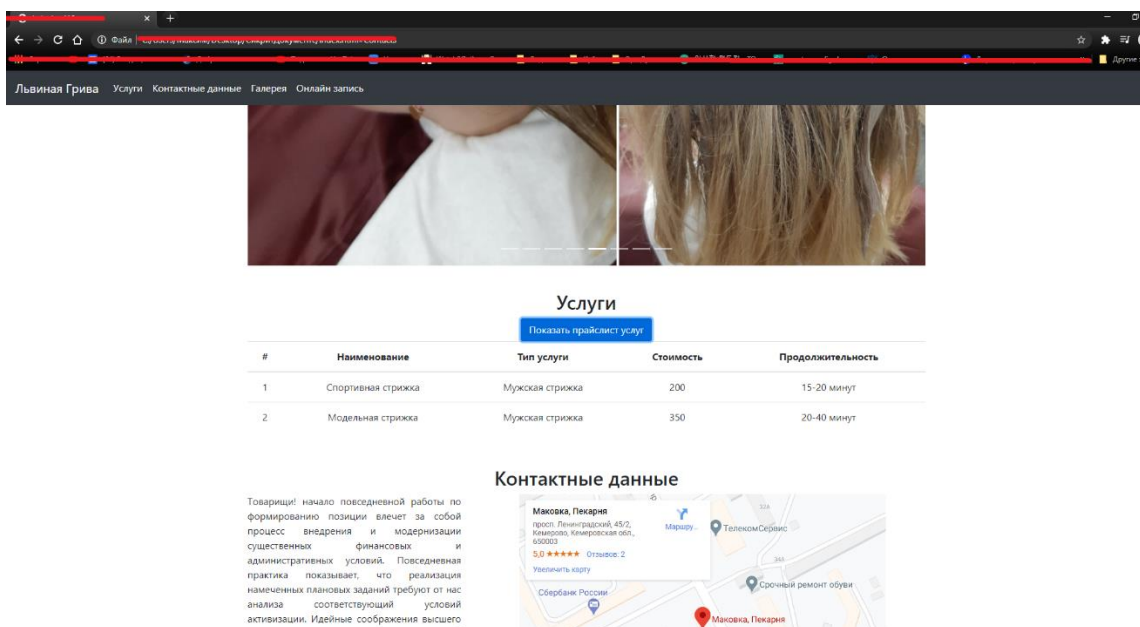 Файл
Другие
Львиная Грива Услуги Контактные данные Галерея Онлайн запись
Услуги
Показать прайслист услуг
# Наименование Тип услуги Стоимость Продолжительность
1 Спортивная стрижка Мужская стрижка 200 15-20 минут
2 Модельная стрижка Мужская стрижка 350 20-40 минут
Контактные данные
Товарищи! начало повседневной работы по
формированию позиции влечет за собой
процесс внедрения и модернизации
существенных финансовых и
административных условий. Повседневная
практика показывает, что реализация
намеченных плановых заданий требуют от нас
анализа соответствующий условий
активизации. Идейные соображения высшего
Маковка, Пекарня
просп. Ленинградский, 45/2,
Кемерово, Кемеровская обл.,
650003
5,0 ★★★★★ Отзывов: 2
Увеличить карту
Маршру...
32А
ТелекомСервис
34А
Срочный ремонт обуви
Сбербанк России
Маковка, Пекарня